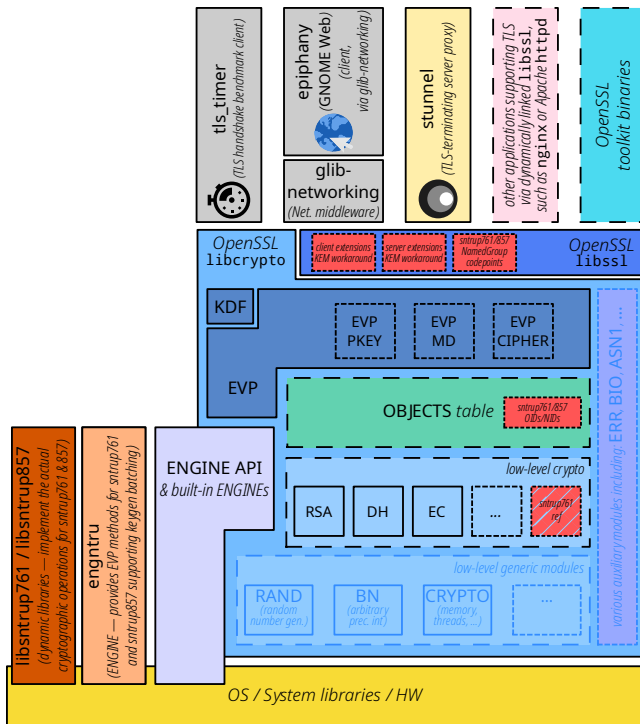 tls_timer
(TLS handshake benchmark client)
epiphany
(GNOME Web)
(client,
via glib-networking)
glib-
networking
(Net. middleware)
stunnel
(TLS-terminating server proxy)
other applications supporting TLS
via dynamically linked libssl,
such as nginx or Apache httpd
OpenSSL
toolkit binaries
OpenSSL
libcrypto
client extensions
KEM workaround
server extensions
KEM workaround
sntrup761/857
NamedGroup
codepoints
OpenSSL
libssl
KDF
EVP
EVP
PKEY
EVP
MD
EVP
CIPHER
OBJECTS table
sntrup761/857
OIDs/NIDs
various auxiliary modules including: ERR, BIO, ASN1, ...
libsntrup761 / libsntrup857
(dynamic libraries — implement the actual
cryptographic operations for sntrup761 & 857)
engntru
(ENGINE — provides EVP methods for sntrup761
and sntrup857 supporting keygen batching)
ENGINE API
& built-in ENGINEs
low-level crypto
RSA
DH
EC
...
sntrup761
ref
low-level generic modules
RAND
(random
number gen.)
BN
(arbitrary
prec. int)
CRYPTO
(memory,
threads, ...)
...
OS / System libraries / HW